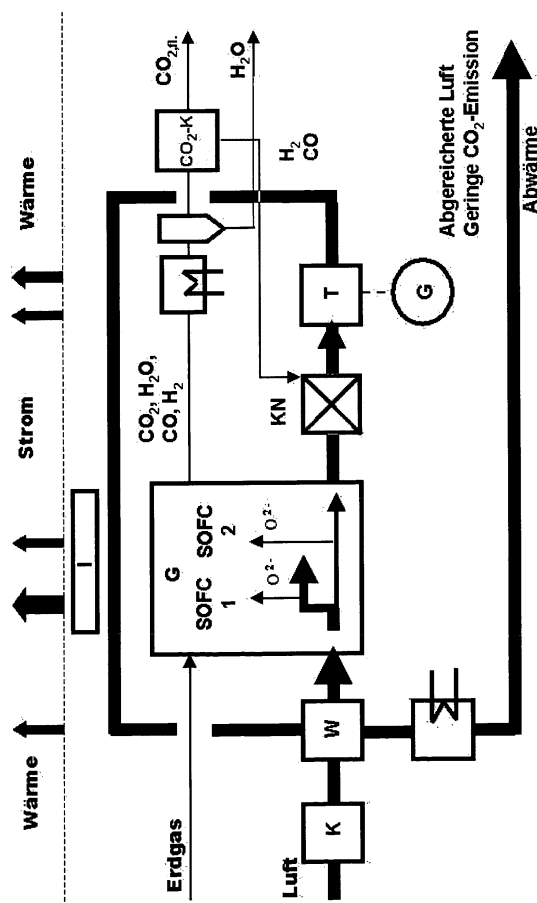 Wärme
Strom
Wärme
I
Erdgas
Luft
K
W
G
SOFC
1
SOFC
2
O²⁻
O²⁻
CO₂, H₂O,
CO, H₂
KN
T
G
CO₂-K
CO₂,fl.
H₂O
H₂
CO
Abgereicherte Luft
Geringe CO₂-Emission
Abwärme